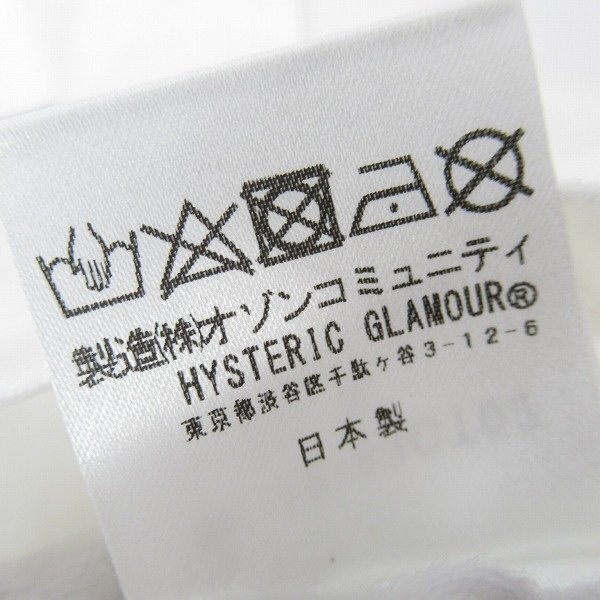 製造(株)オゾンコミュニティ
HYSTERIC GLAMOUR®
東京都渋谷区千駄ケ谷3-12-6
日本製